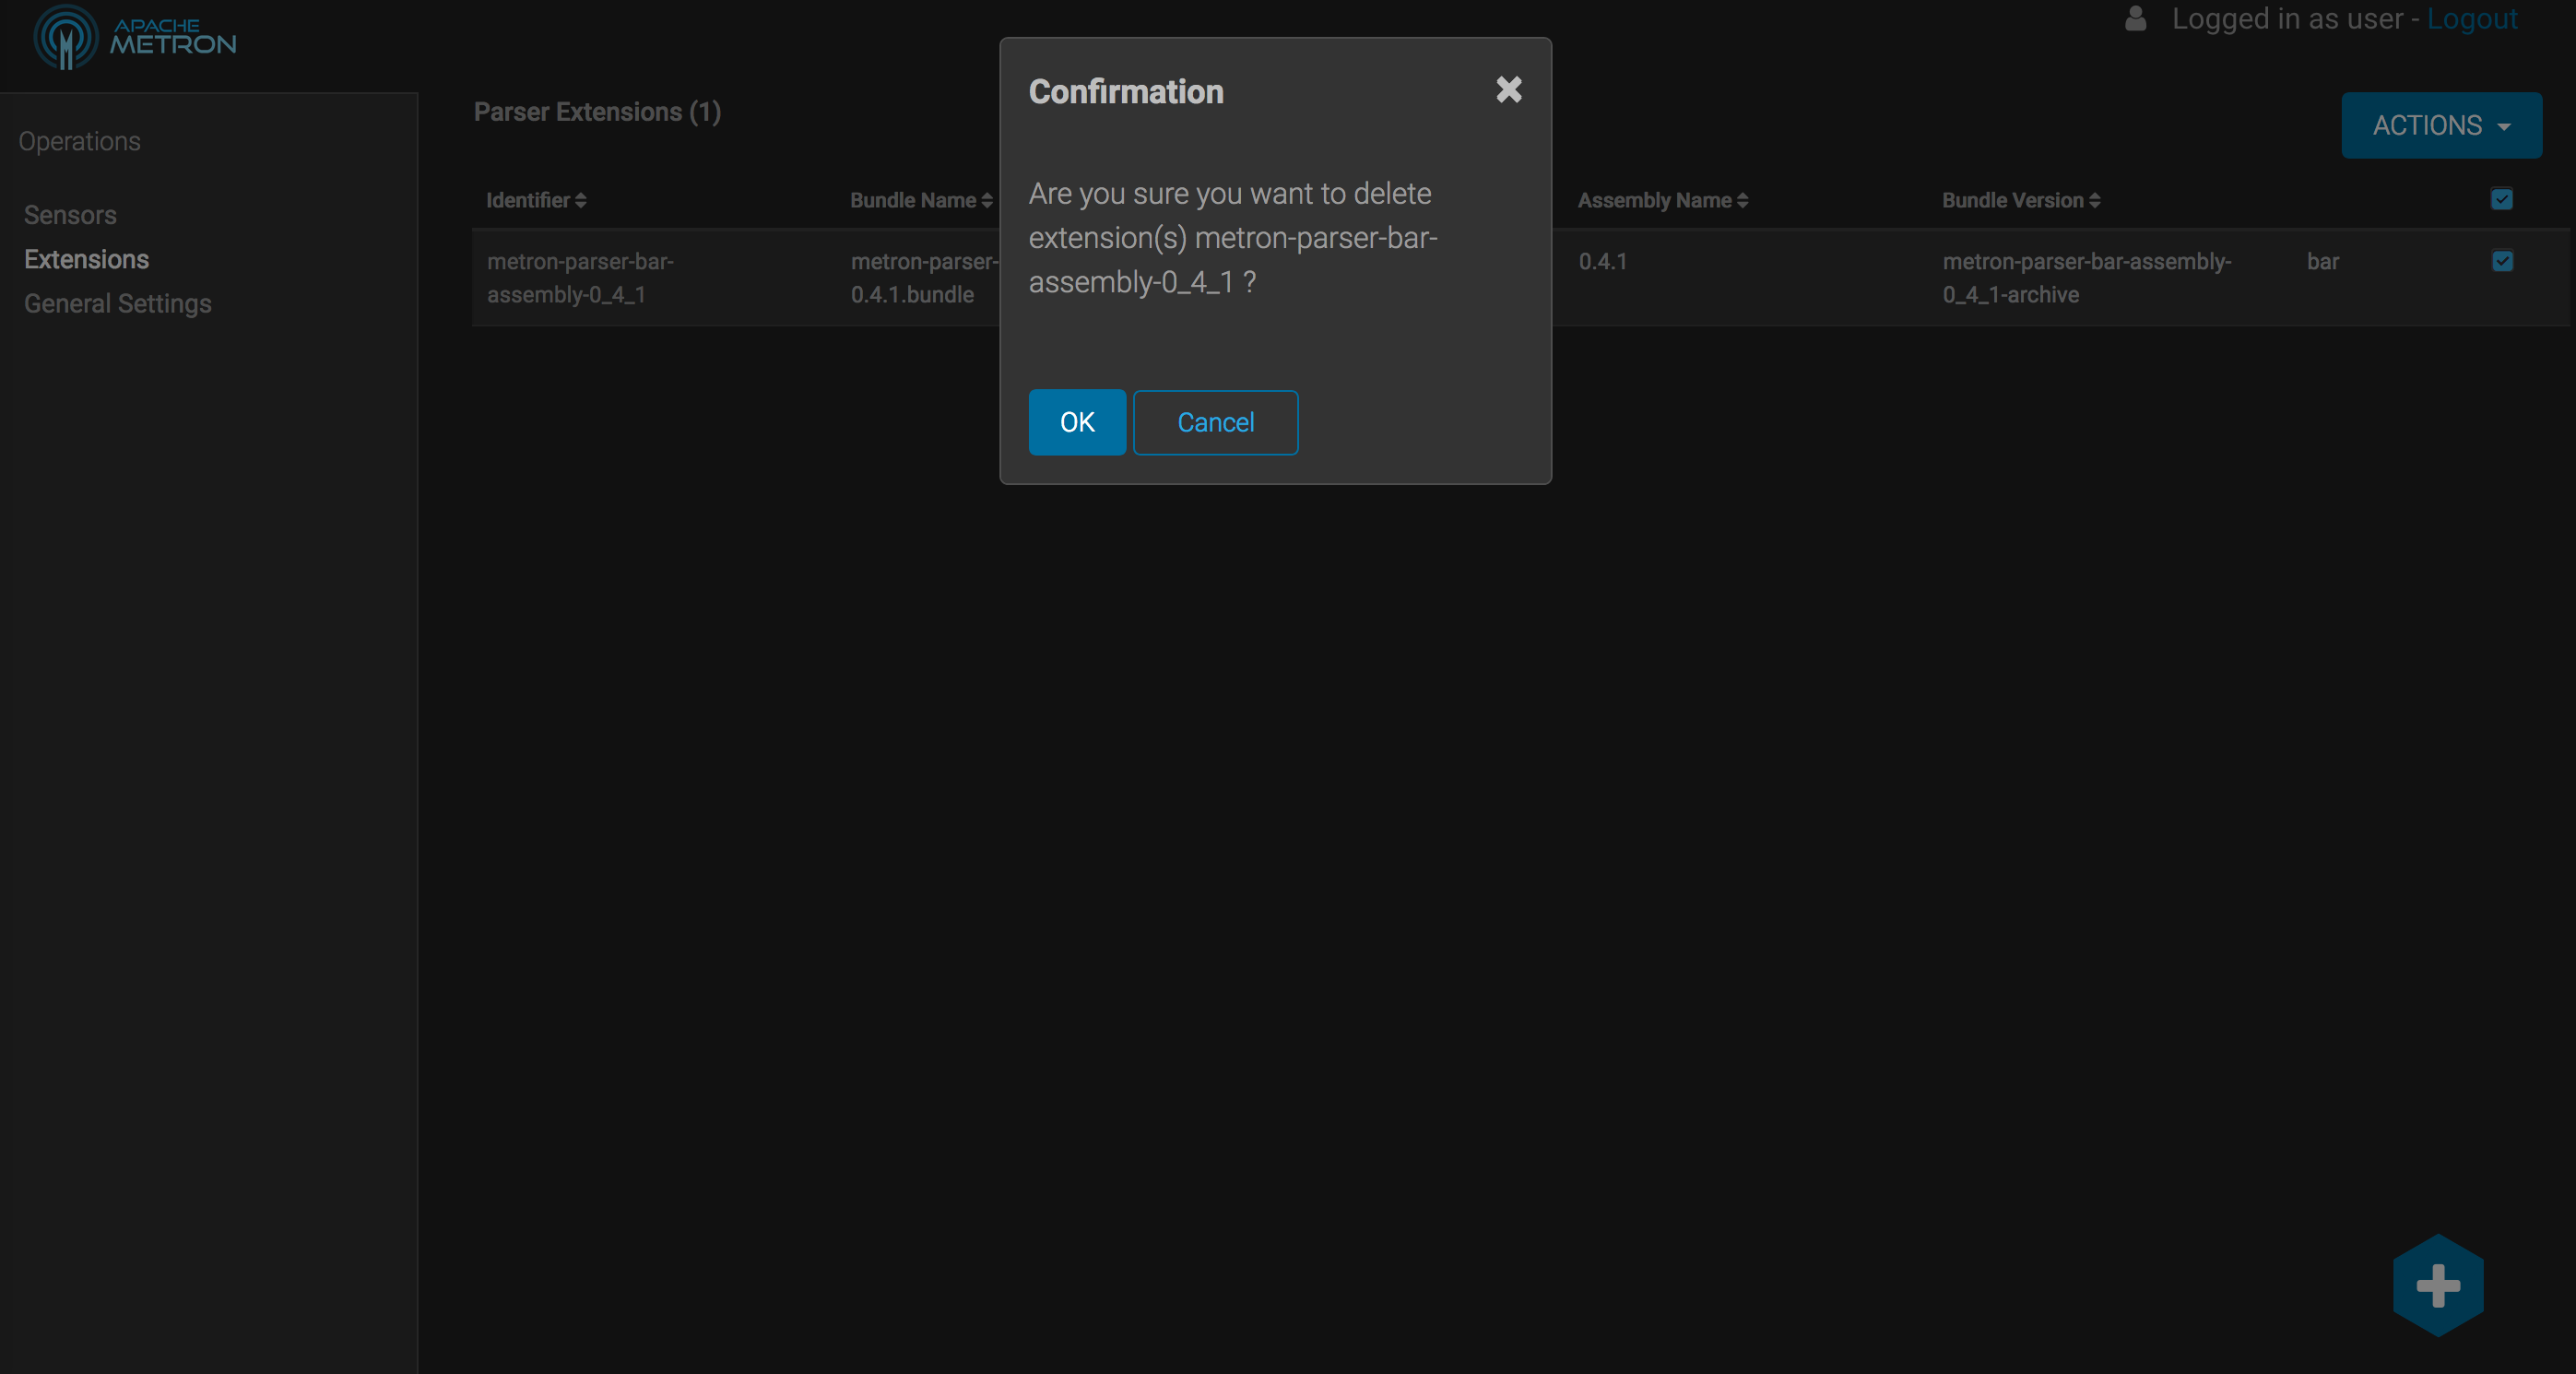 APACHE
METRON
Logged in as user - Logout
Operations
Sensors
Extensions
General Settings
Parser Extensions (1)
ACTIONS
Identifier
Bundle Name
Assembly Name
Bundle Version
metron-parser-bar-
assembly-0_4_1
metron-parser-
0.4.1.bundle
0.4.1
metron-parser-bar-assembly-
0_4_1-archive
bar
Confirmation
Are you sure you want to delete
extension(s) metron-parser-bar-
assembly-0_4_1 ?
OK
Cancel